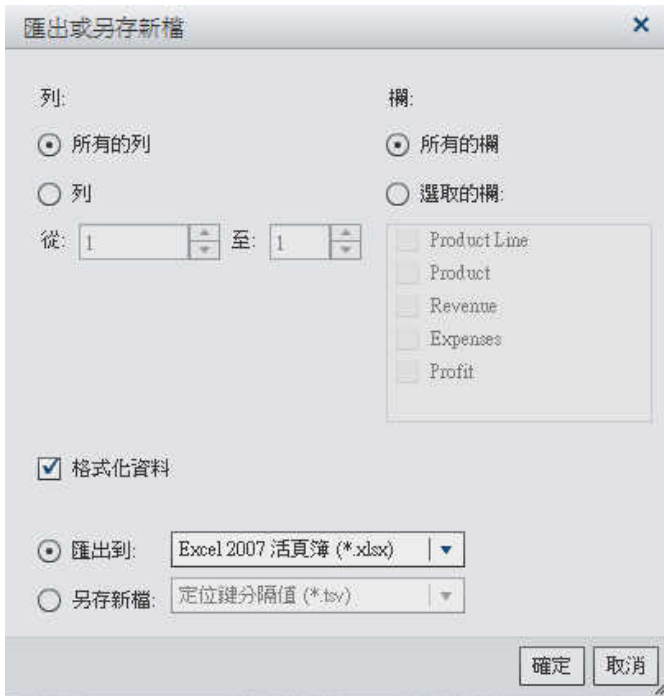 匯出或另存新檔
列:
欄:
所有的列
所有的欄
列
選取的欄:
從: 1 至: 1
Product Line
Product
Revenue
Expenses
Profit
格式化資料
匯出到: Excel 2007 活頁簿 (*.xlsx)
另存新檔: 定位鍵分隔值 (*.tsv)
確定 取消